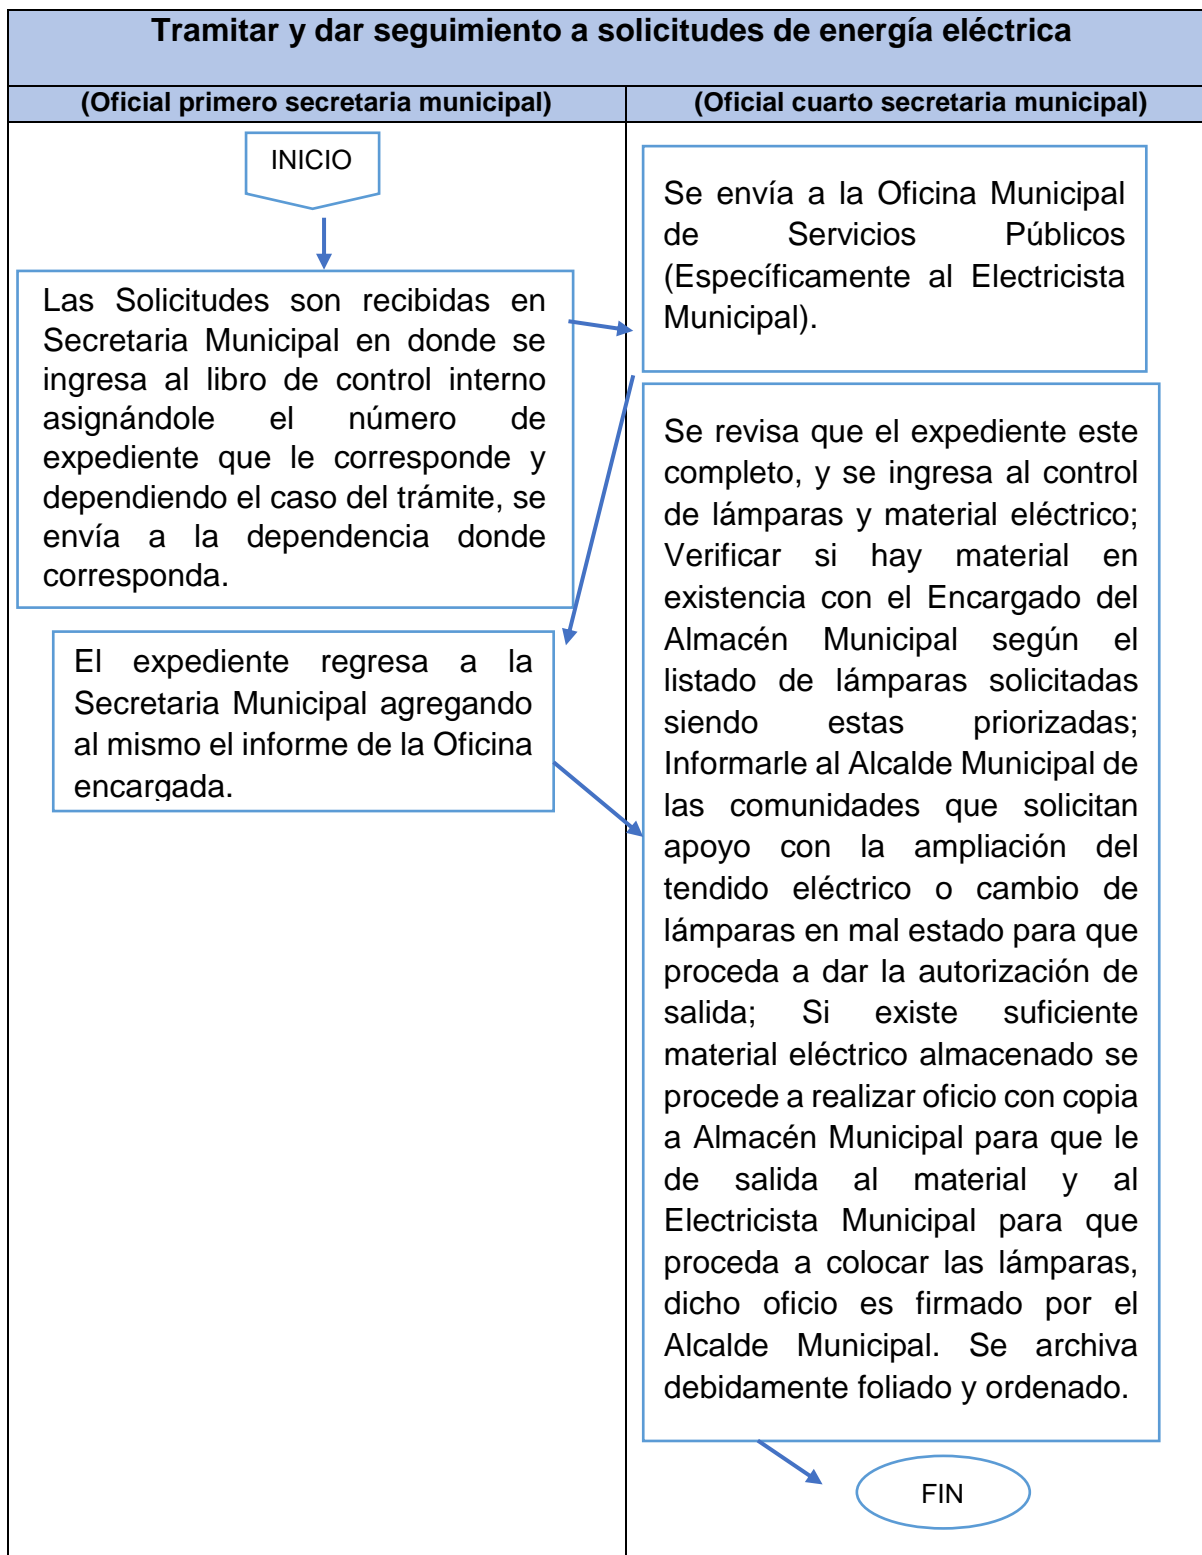 Tramitar y dar seguimiento a solicitudes de energía eléctrica
(Oficial primero secretaria municipal)
(Oficial cuarto secretaria municipal)
INICIO
Las Solicitudes son recibidas en
Secretaria Municipal en donde se
ingresa al libro de control interno
asignándole el número de
expediente que le corresponde y
dependiendo el caso del trámite, se
envía a la dependencia donde
corresponda.
Se envía a la Oficina Municipal
de Servicios Públicos
(Específicamente al Electricista
Municipal).
El expediente regresa a la
Secretaria Municipal agregando
al mismo el informe de la Oficina
encargada.
Se revisa que el expediente este
completo, y se ingresa al control
de lámparas y material eléctrico;
Verificar si hay material en
existencia con el Encargado del
Almacén Municipal según el
listado de lámparas solicitadas
siendo estas priorizadas;
Informarle al Alcalde Municipal de
las comunidades que solicitan
apoyo con la ampliación del
tendido eléctrico o cambio de
lámparas en mal estado para que
proceda a dar la autorización de
salida; Si existe suficiente
material eléctrico almacenado se
procede a realizar oficio con copia
a Almacén Municipal para que le
de salida al material y al
Electricista Municipal para que
proceda a colocar las lámparas,
dicho oficio es firmado por el
Alcalde Municipal. Se archiva
debidamente foliado y ordenado.
FIN